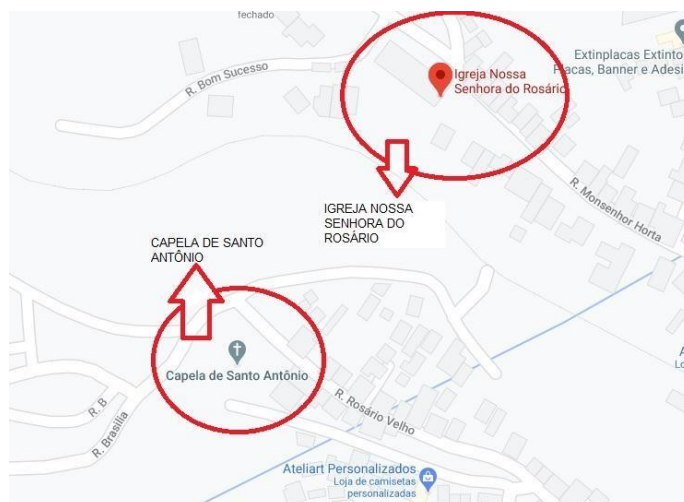 fechado
R. Bom Sucesso
Extinplacas Extinto
Placas, Banner e Adesi
Igreja Nossa
Senhora do Rosário
R. Monsenhor Horta
IGREJA NOSSA
SENHORA DO
ROSÁRIO
CAPELA DE SANTO
ANTÔNIO
Capela de Santo Antônio
R. B
R. Brasília
R. Rosário Velho
A
Lo
Ateliart Personalizados
Loja de camisetas
personalizadas